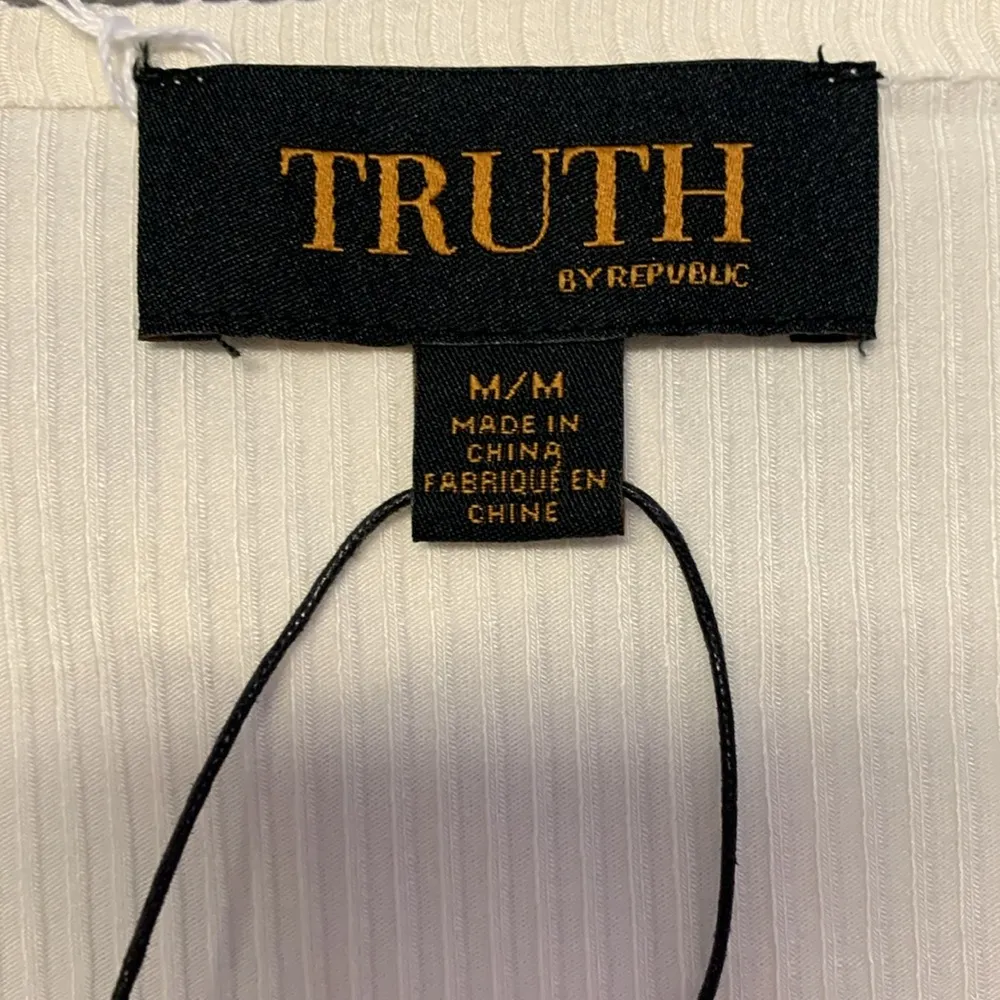 TRUTH
BY REPUBLIC
M/M
MADE IN
CHINA
FABRIQUÉ EN
CHINE